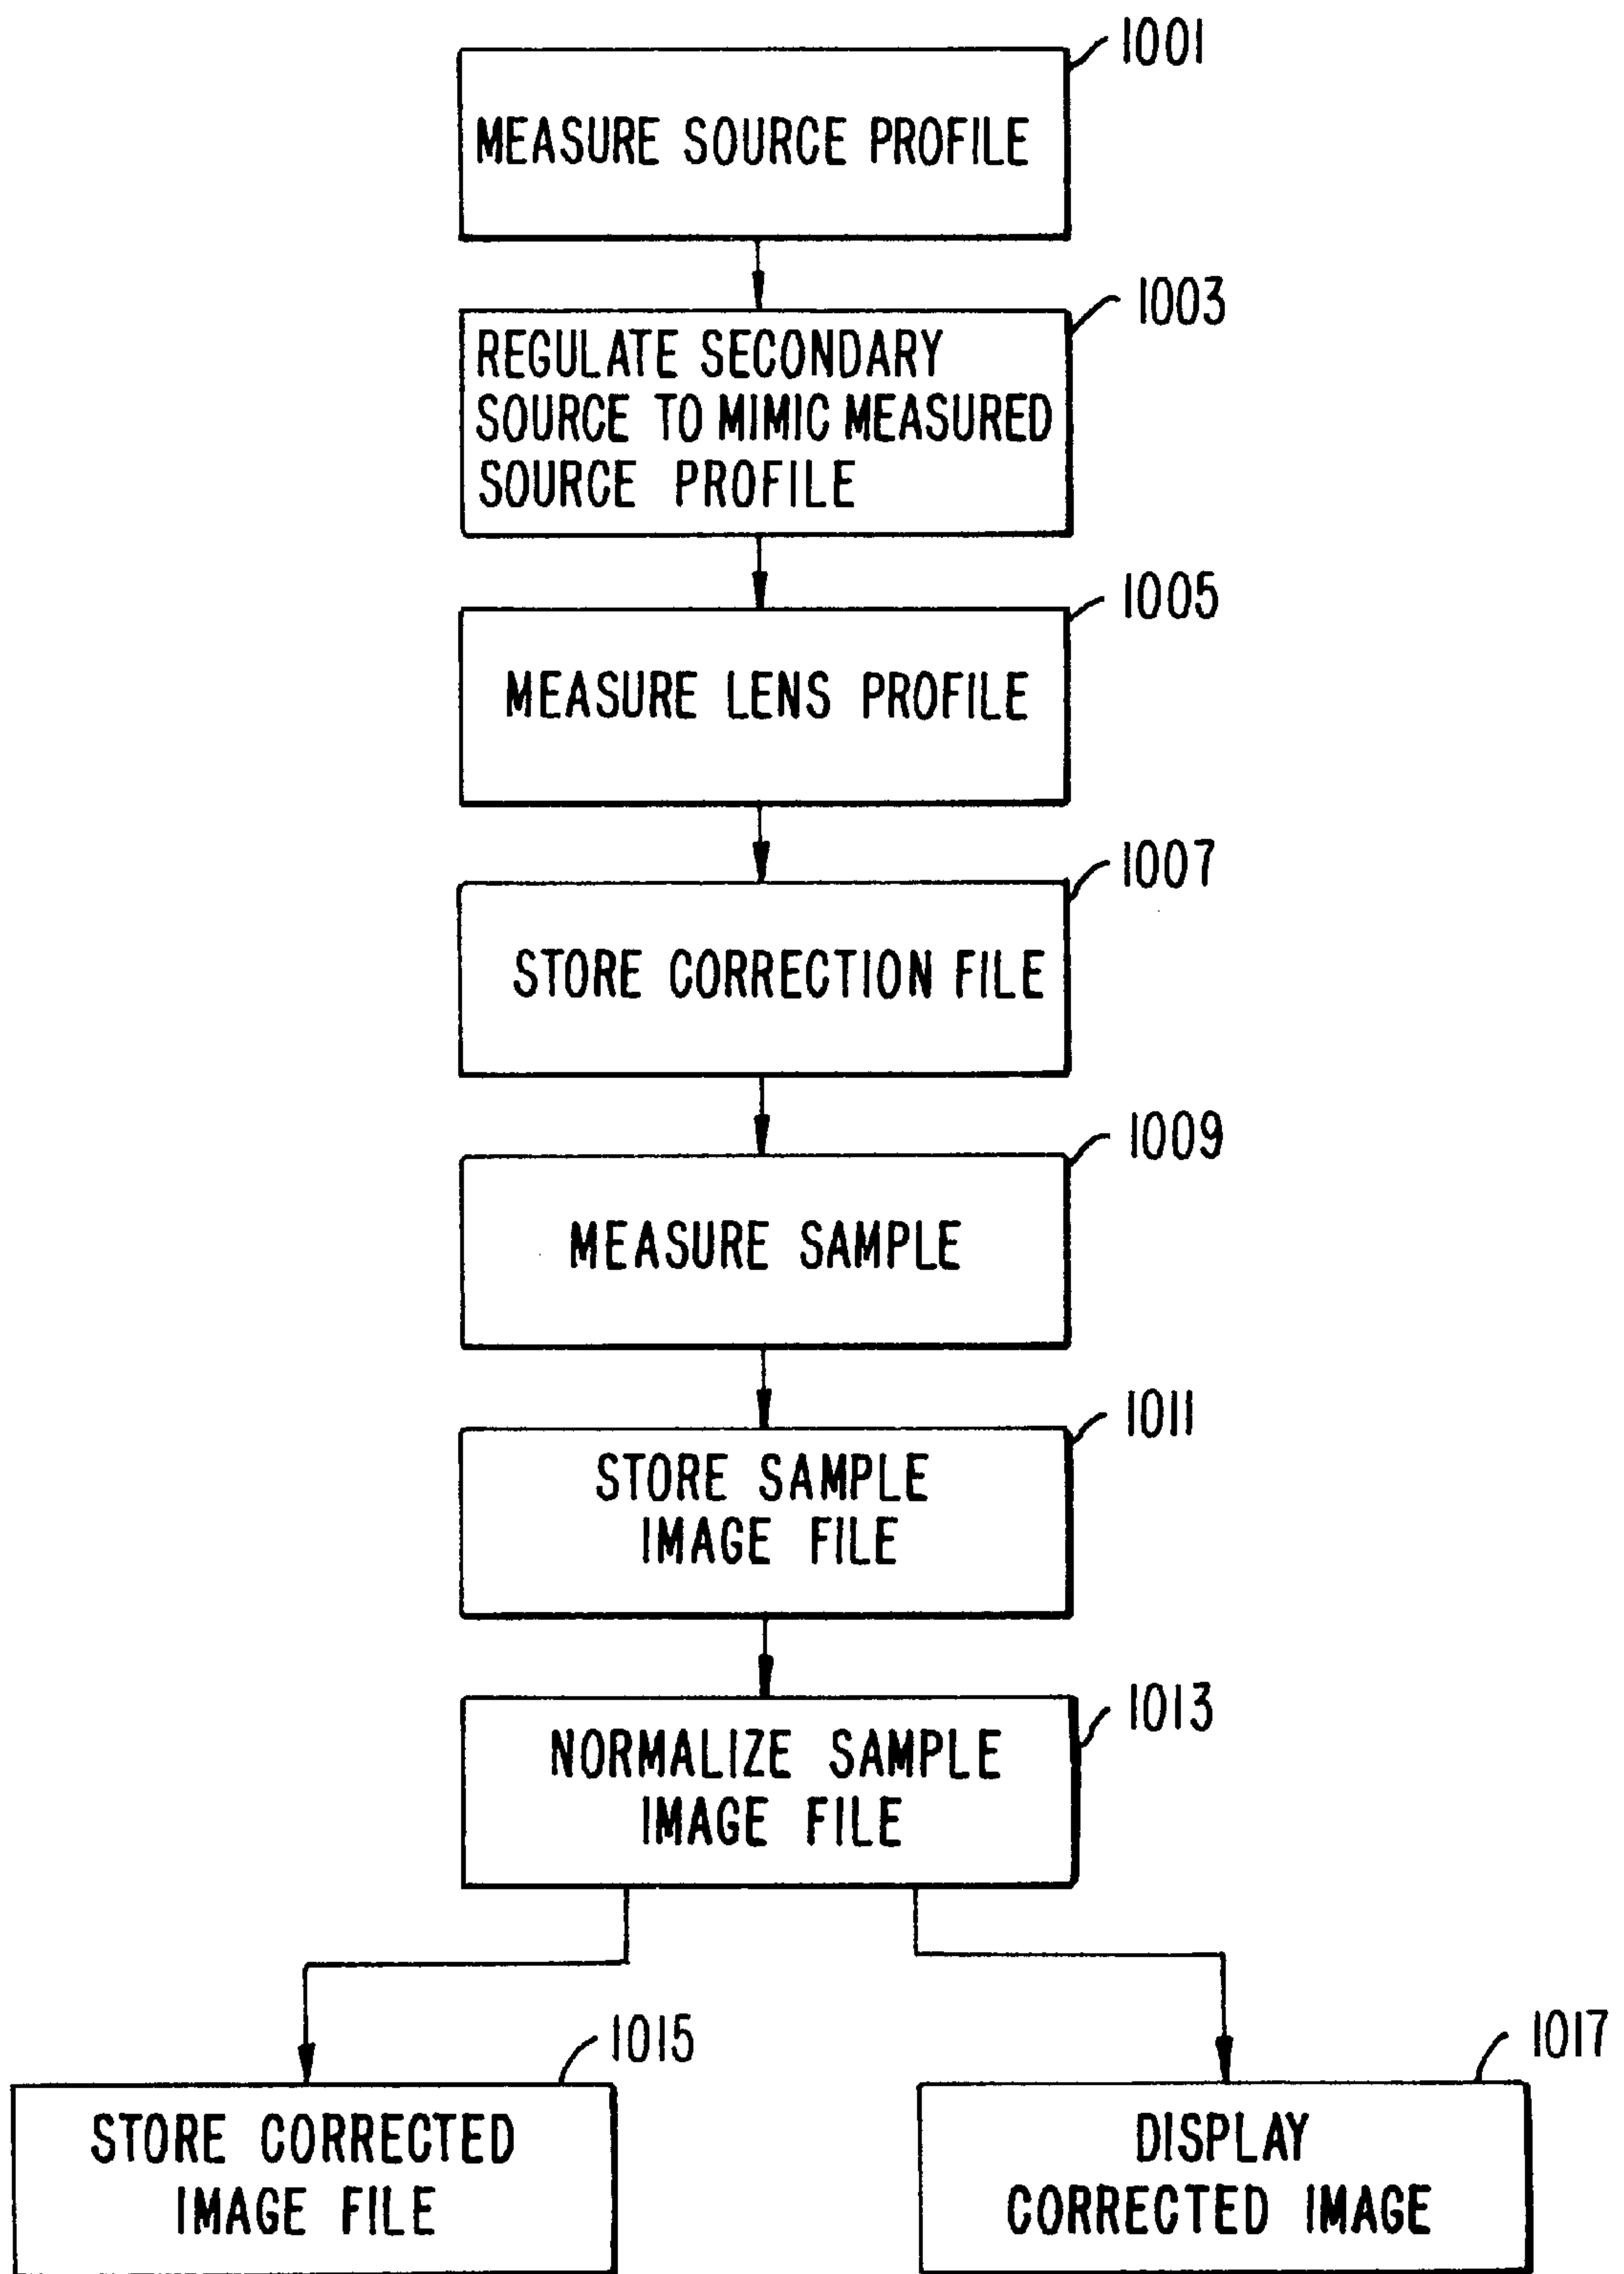 1001
MEASURE SOURCE PROFILE
1003
REGULATE SECONDARY
SOURCE TO MIMIC MEASURED
SOURCE PROFILE
1005
MEASURE LENS PROFILE
1007
STORE CORRECTION FILE
1009
MEASURE SAMPLE
1011
STORE SAMPLE
IMAGE FILE
1013
NORMALIZE SAMPLE
IMAGE FILE
1015
STORE CORRECTED
IMAGE FILE
1017
DISPLAY
CORRECTED IMAGE